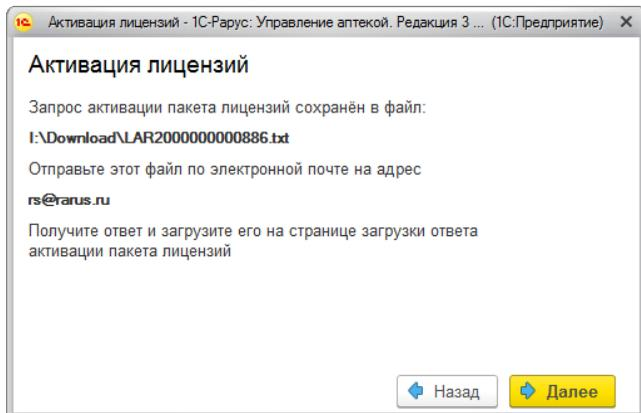 1С Активация лицензий - 1С-Рарус: Управление аптекой. Редакция 3 ... (1С:Предприятие)
Активация лицензий
Запрос активации пакета лицензий сохранён в файл:
I:\Download\LAR2000000000886.txt
Отправьте этот файл по электронной почте на адрес
rs@rarus.ru
Получите ответ и загрузите его на странице загрузки ответа
активации пакета лицензий
Назад Далее